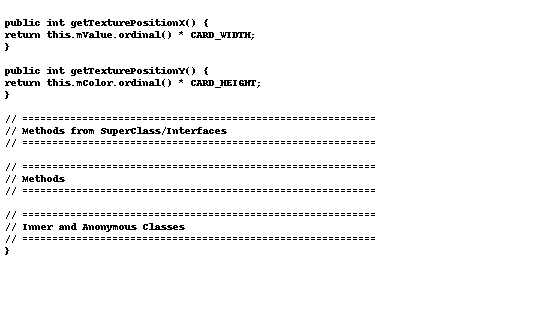 public int getTexturePositionX() {
return this.mValue.ordinal() * CARD_WIDTH;
}
public int getTexturePositionY() {
return this.mColor.ordinal() * CARD_HEIGHT;
}
// ===========================================================
// Methods from SuperClass/Interfaces
// ===========================================================
// ===========================================================
// Methods
// ===========================================================
// ===========================================================
// Inner and Anonymous Classes
// ===========================================================
}